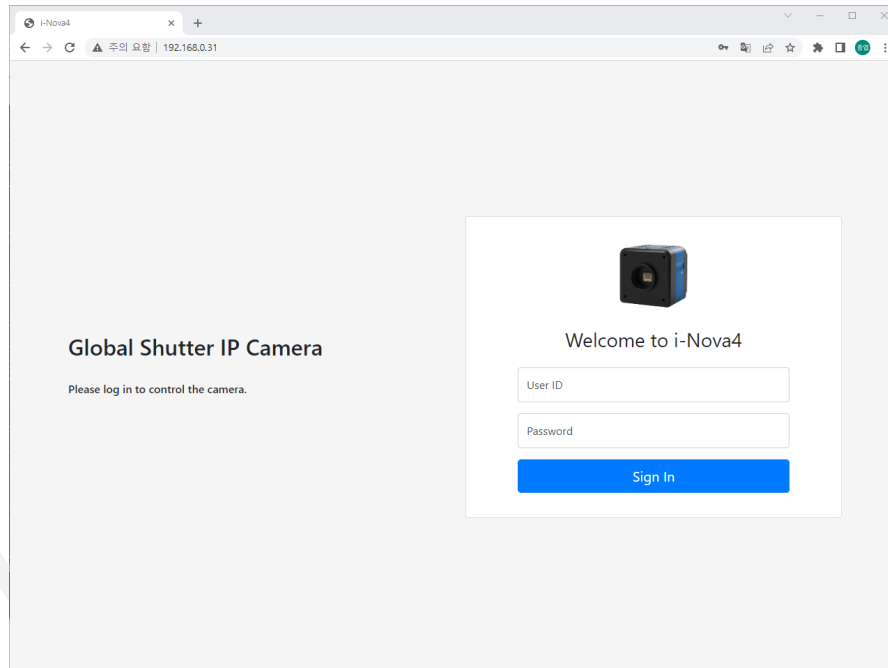 i-Nova4
주의 요함 | 192.168.0.31
Global Shutter IP Camera
Please log in to control the camera.
Welcome to i-Nova4
User ID
Password
Sign In